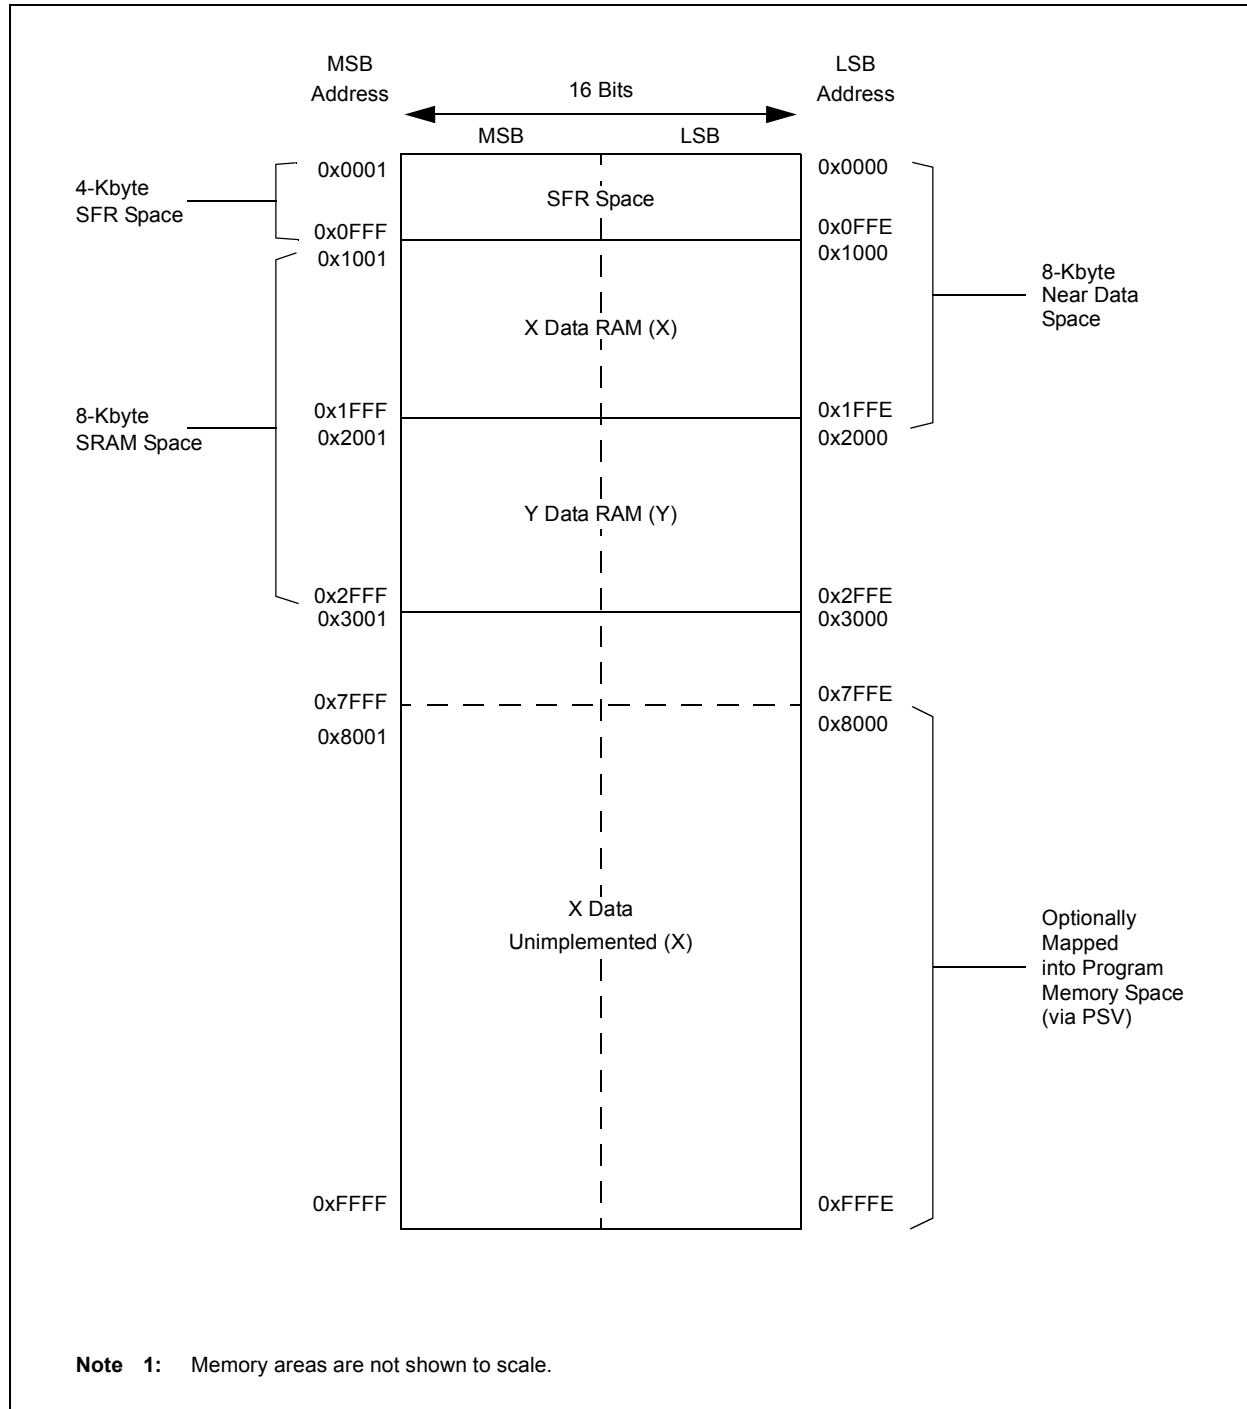 MSB
Address
LSB
Address
16 Bits
MSB
LSB
0x0001
0x0000
4-Kbyte
SFR Space
SFR Space
0x0FFF
0x0FFE
0x1001
0x1000
8-Kbyte
Near Data
Space
X Data RAM (X)
0x1FFF
0x1FFE
8-Kbyte
SRAM Space
0x2001
0x2000
Y Data RAM (Y)
0x2FFF
0x2FFE
0x3001
0x3000
0x7FFF
0x7FFE
0x8001
0x8000
X Data
Unimplemented (X)
Optionally
Mapped
into Program
Memory Space
(via PSV)
0xFFFF
0xFFFE
Note 1: Memory areas are not shown to scale.